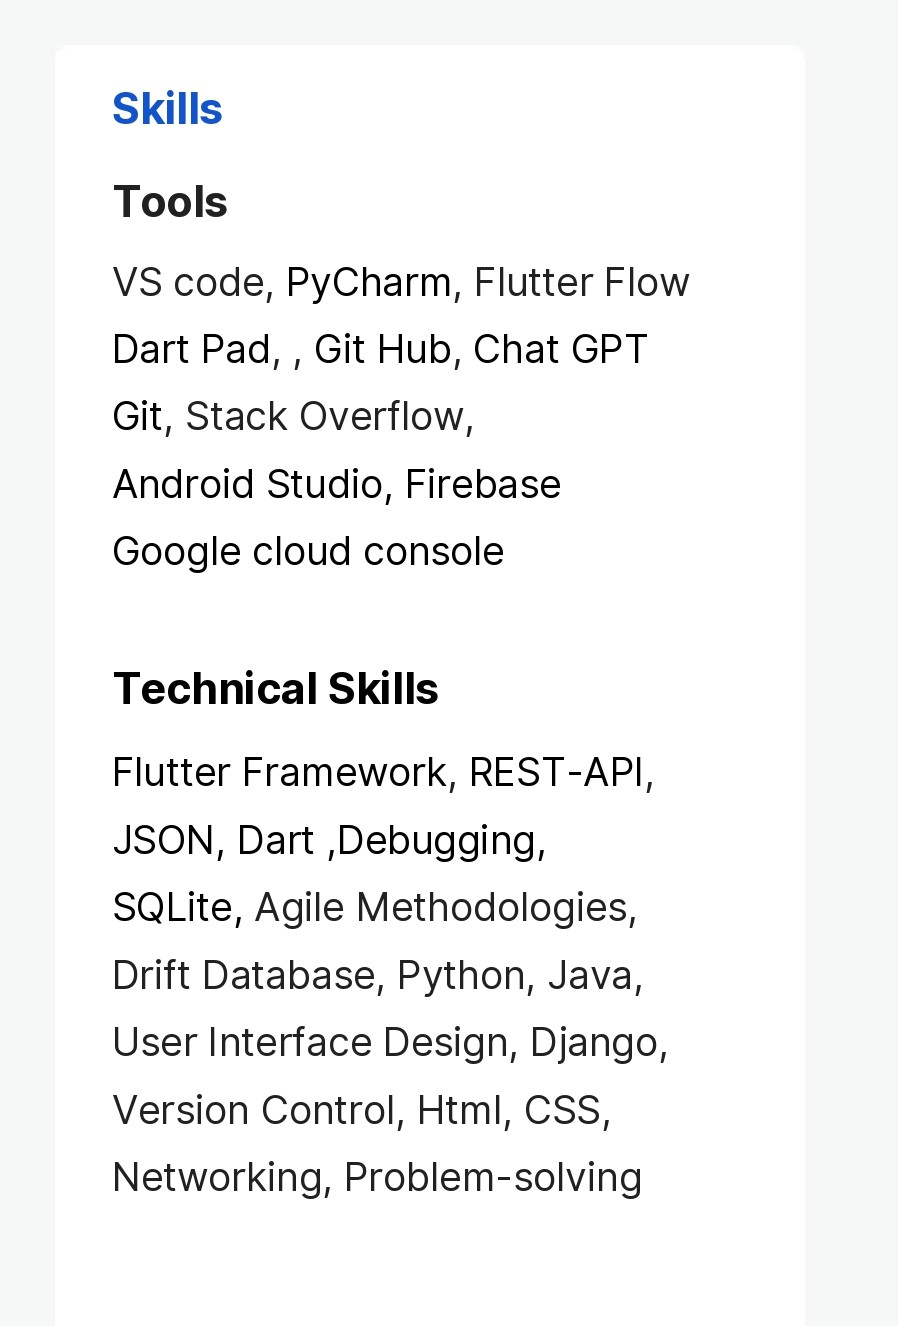 Skills
Tools
VS code, PyCharm, Flutter Flow
Dart Pad, , Git Hub, Chat GPT
Git, Stack Overflow,
Android Studio, Firebase
Google cloud console
Technical Skills
Flutter Framework, REST-API,
JSON, Dart ,Debugging,
SQLite, Agile Methodologies,
Drift Database, Python, Java,
User Interface Design, Django,
Version Control, Html, CSS,
Networking, Problem-solving